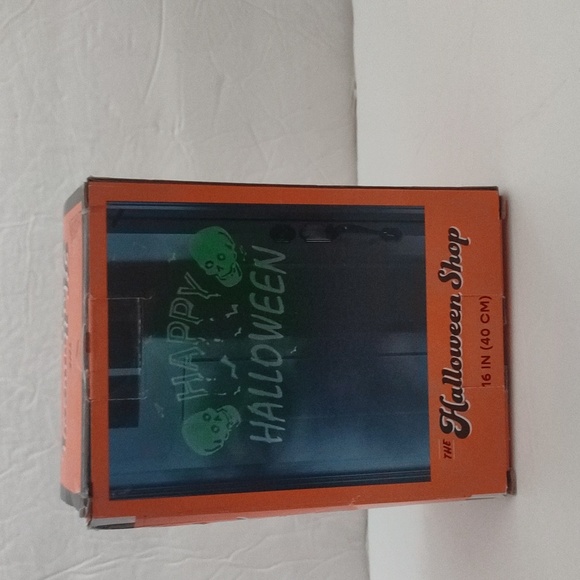 HAPPY
HALLOWEEN
THE Halloween Shop
16 IN (40 CM)